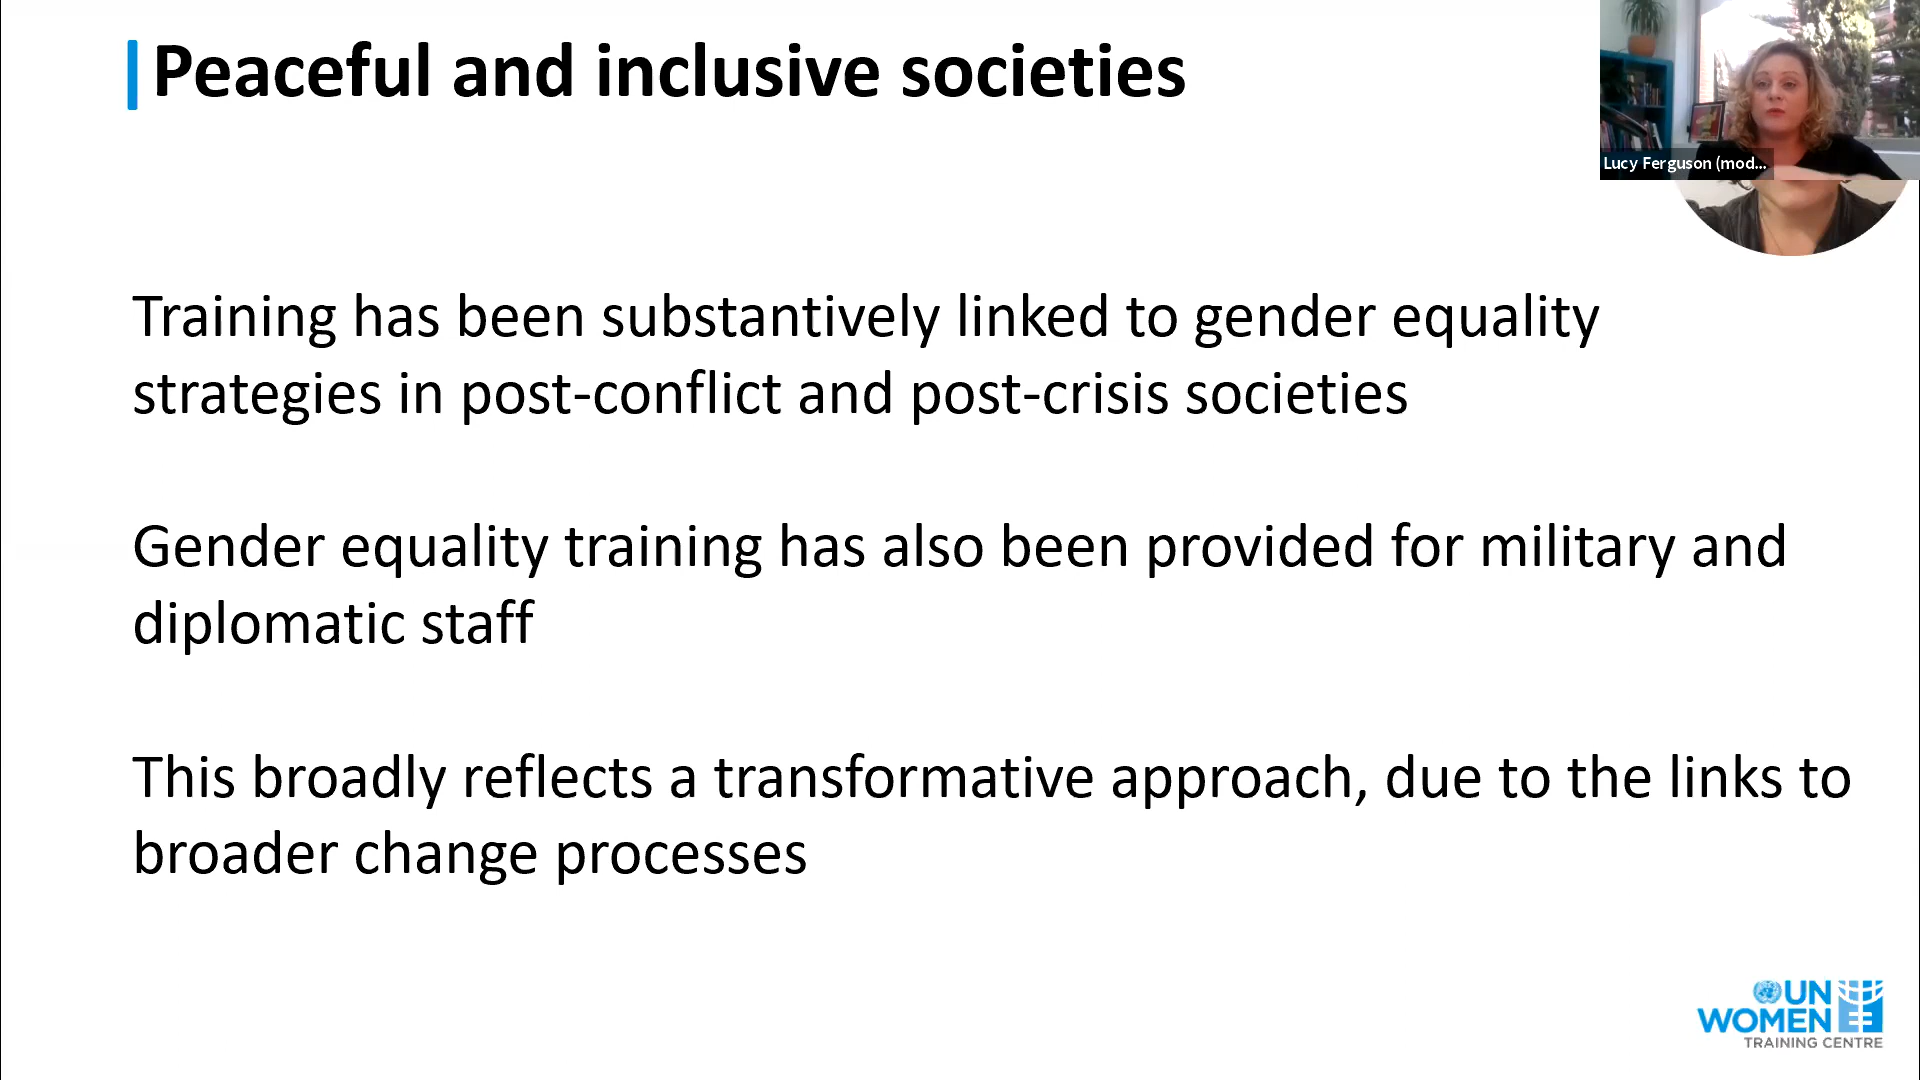 Peaceful and inclusive societies
Lucy Ferguson (mod...
Training has been substantively linked to gender equality
strategies in post-conflict and post-crisis societies
Gender equality training has also been provided for military and
diplomatic staff
This broadly reflects a transformative approach, due to the links to
broader change processes
UN
WOMEN
TRAINING CENTRE